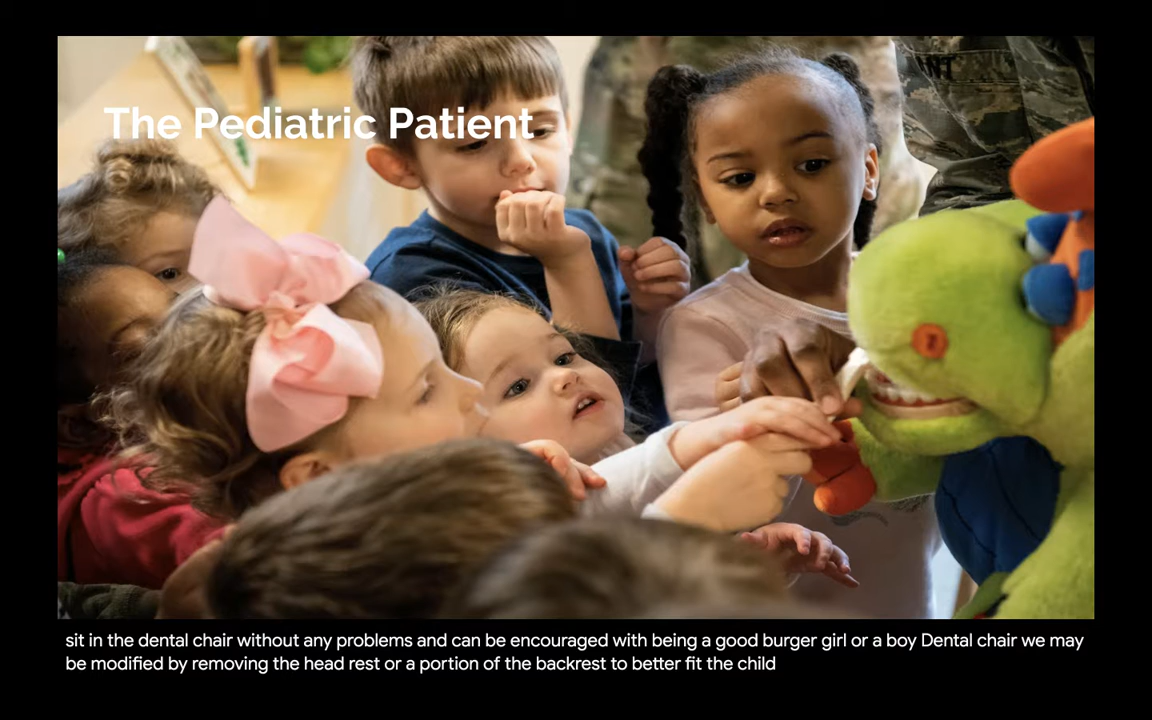 The Pediatric Patient
sit in the dental chair without any problems and can be encouraged with being a good burger girl or a boy Dental chair we may
be modified by removing the head rest or a portion of the backrest to better fit the child